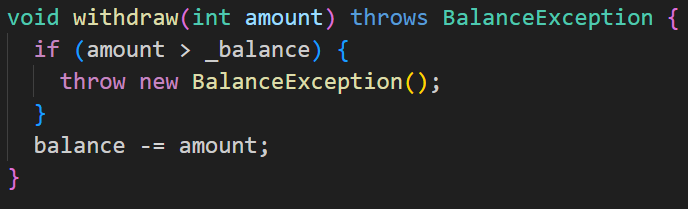 void withdraw(int amount) throws BalanceException {
if (amount > _balance) {
throw new BalanceException();
}
balance -= amount;
}